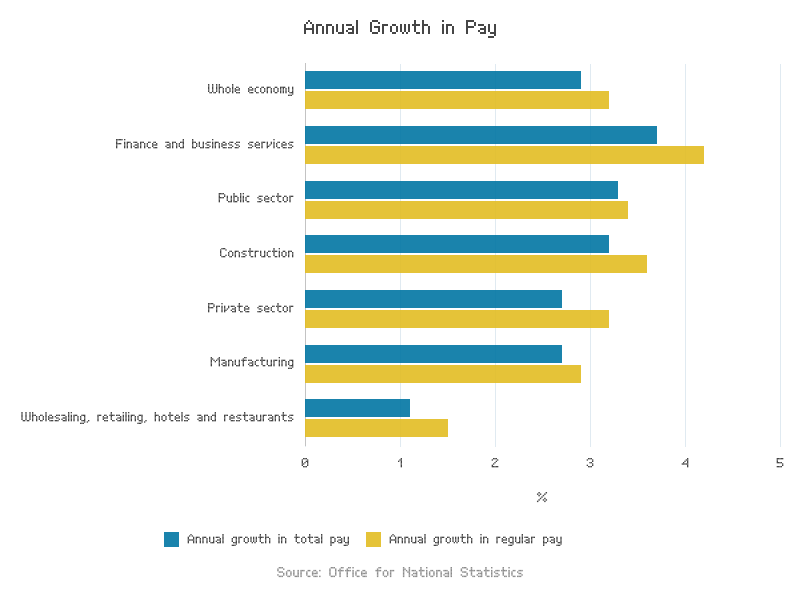 Annual Growth in Pay
Whole economy
Finance and business services
Public sector
Construction
Private sector
Manufacturing
Wholesaling, retailing, hotels and restaurants
0 1 2 3 4 5
%
Annual growth in total pay Annual growth in regular pay
Source: Office for National Statistics